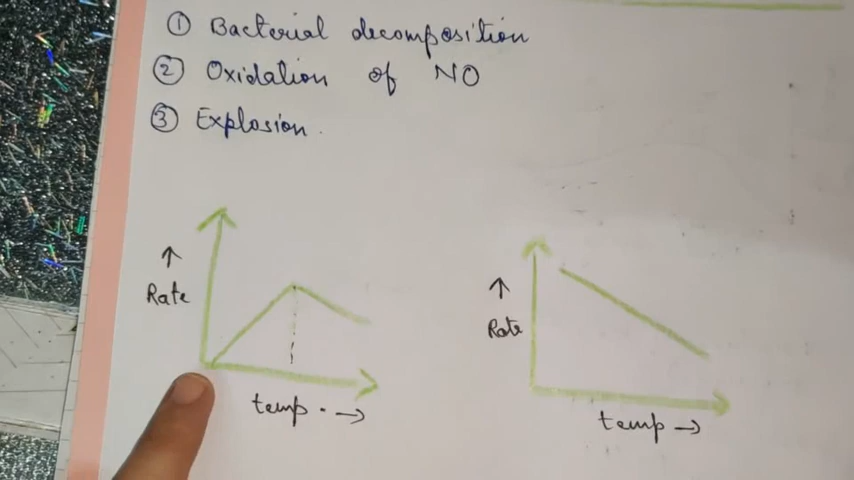 ① Bacterial decomposition
② Oxidation of NO
③ Explosion.
↑
Rate
temp. →
↑
Rate
temp →